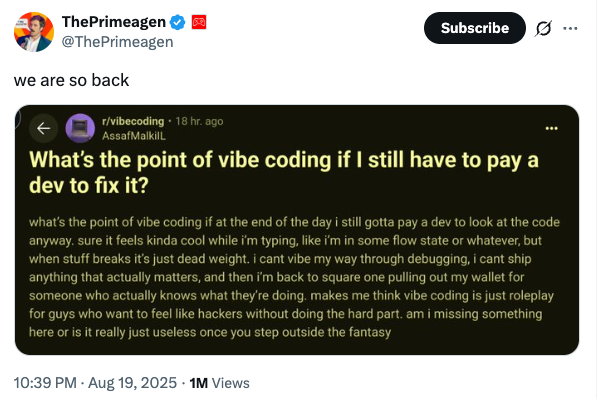 ThePrimeagen
@ThePrimeagen
Subscribe
we are so back
r/vibecoding • 18 hr. ago
AssafMalkiIL
What's the point of vibe coding if I still have to pay a
dev to fix it?
what's the point of vibe coding if at the end of the day i still gotta pay a dev to look at the code
anyway. sure it feels kinda cool while i'm typing, like i'm in some flow state or whatever, but
when stuff breaks it's just dead weight. i cant vibe my way through debugging, i cant ship
anything that actually matters, and then i'm back to square one pulling out my wallet for
someone who actually knows what they're doing. makes me think vibe coding is just roleplay
for guys who want to feel like hackers without doing the hard part. am i missing something
here or is it really just useless once you step outside the fantasy
10:39 PM · Aug 19, 2025 · 1M Views